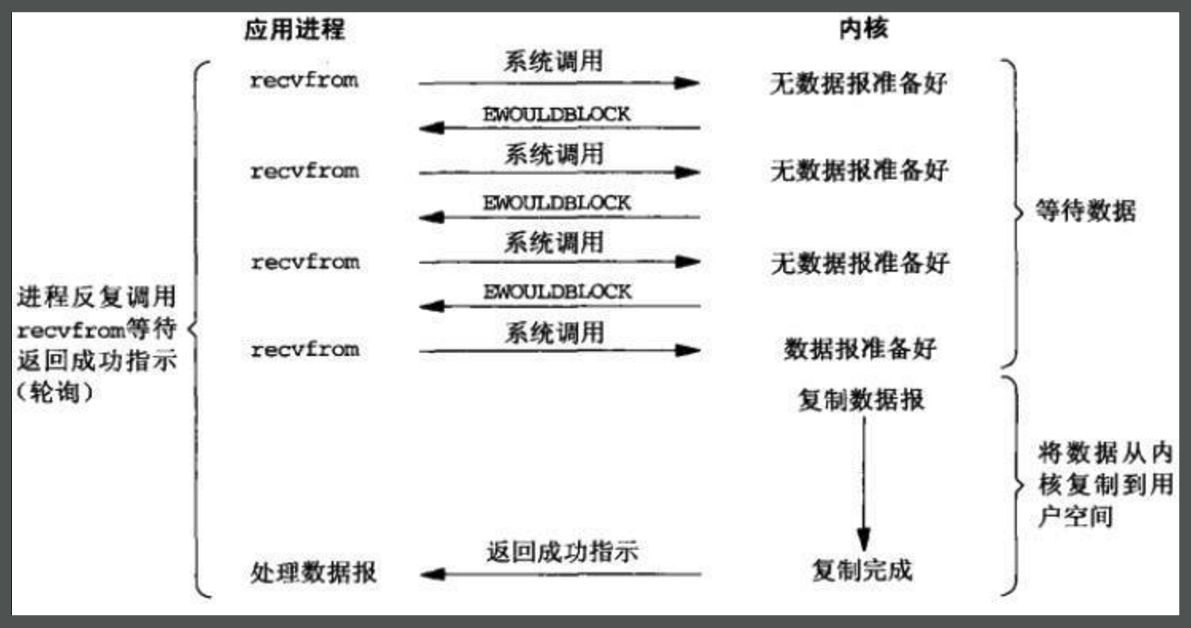 应用进程 内核
recvfrom 系统调用 无数据报准备好
EWOULDBLOCK
recvfrom 系统调用 无数据报准备好
EWOULDBLOCK
recvfrom 系统调用 无数据报准备好
EWOULDBLOCK
recvfrom 系统调用 数据报准备好
等待数据
进程反复调用
recvfrom等待
返回成功指示
(轮询)
复制数据报
将数据从内
核复制到用
户空间
处理数据报 返回成功指示 复制完成